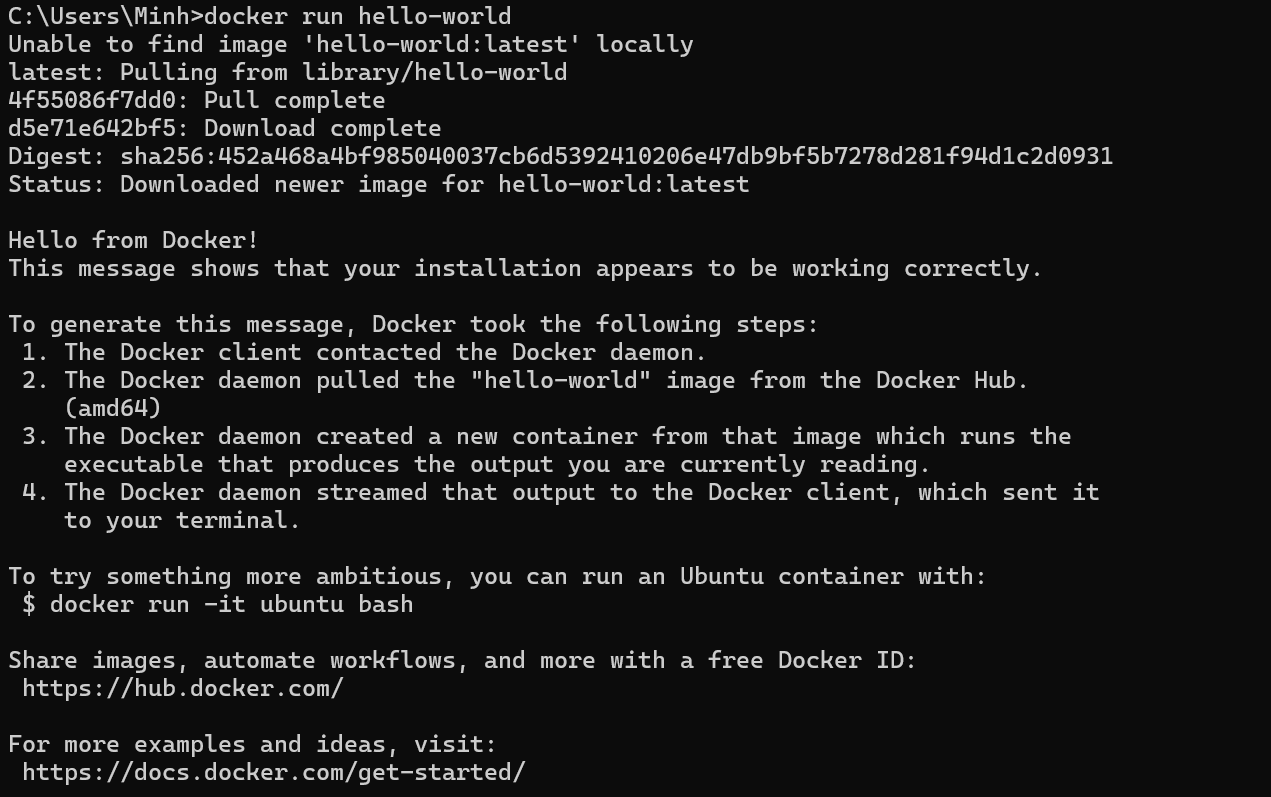 C:\Users\Minh>docker run hello-world
Unable to find image 'hello-world:latest' locally
latest: Pulling from library/hello-world
4f55086f7dd0: Pull complete
d5e71e642bf5: Download complete
Digest: sha256:452a468a4bf985040037cb6d5392410206e47db9bf5b7278d281f94d1c2d0931
Status: Downloaded newer image for hello-world:latest

Hello from Docker!
This message shows that your installation appears to be working correctly.

To generate this message, Docker took the following steps:
 1. The Docker client contacted the Docker daemon.
 2. The Docker daemon pulled the "hello-world" image from the Docker Hub.
    (amd64)
 3. The Docker daemon created a new container from that image which runs the
    executable that produces the output you are currently reading.
 4. The Docker daemon streamed that output to the Docker client, which sent it
    to your terminal.

To try something more ambitious, you can run an Ubuntu container with:
 $ docker run -it ubuntu bash

Share images, automate workflows, and more with a free Docker ID:
 https://hub.docker.com/

For more examples and ideas, visit:
 https://docs.docker.com/get-started/